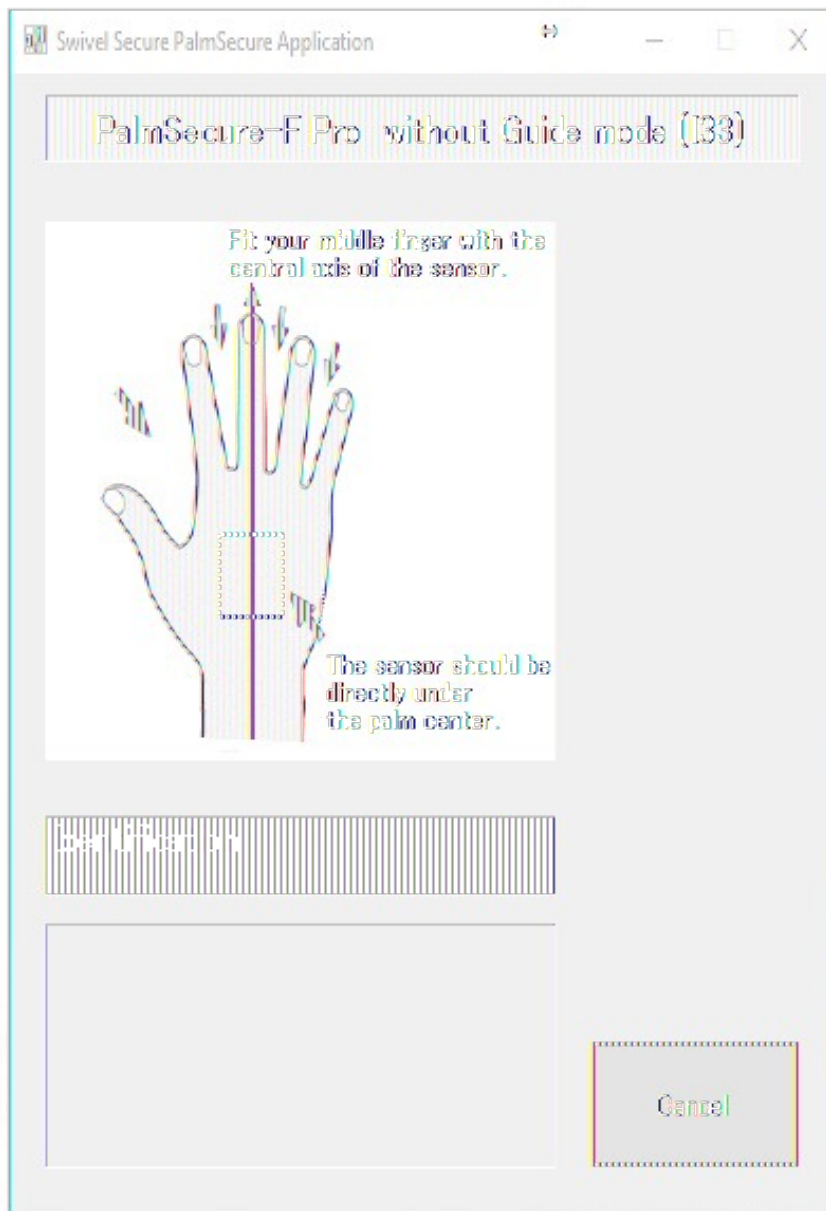 Swivel Secure PalmSecure Application
PalmSecure-F Pro without Guide mode (I33)
Fit your middle finger with the
central axis of the sensor.
The sensor should be
directly under
the palm center.
Identification
Cancel